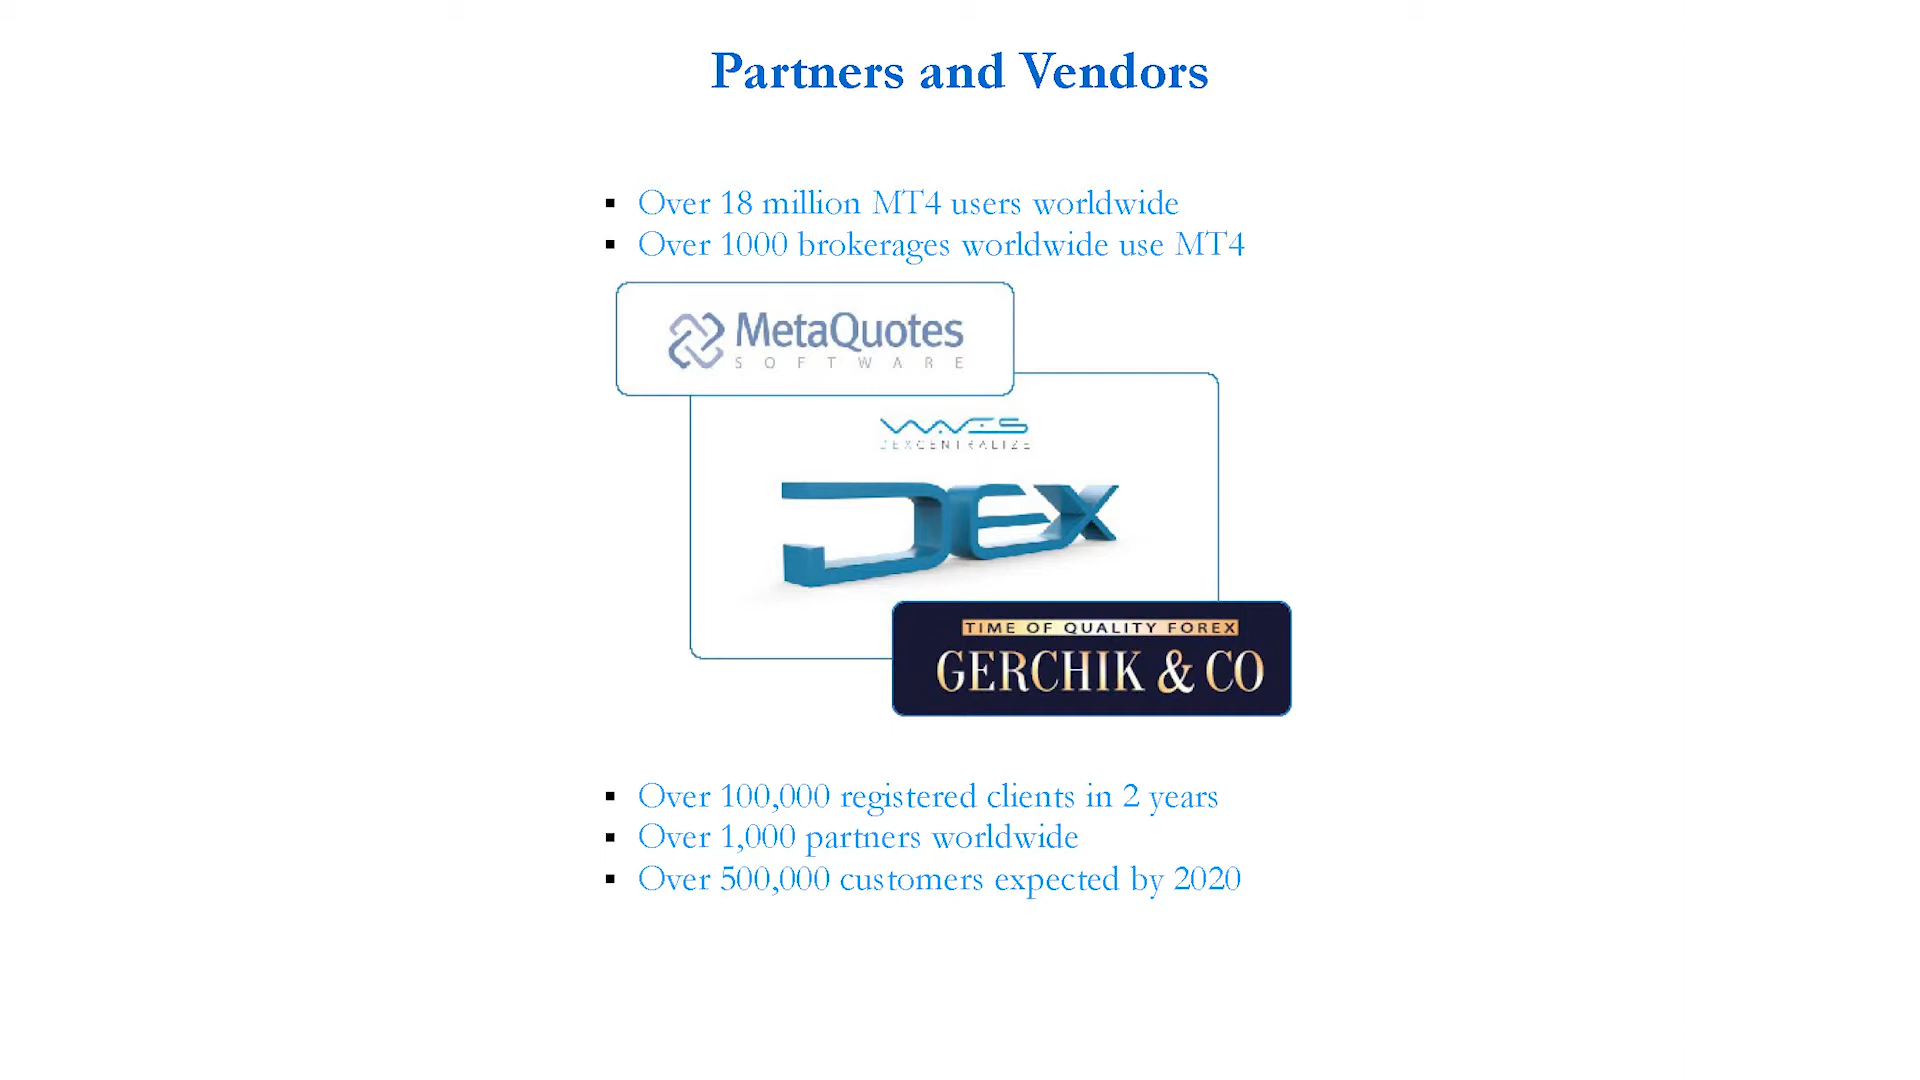 Partners and Vendors
▪ Over 18 million MT4 users worldwide
▪ Over 1000 brokerages worldwide use MT4
MetaQuotes
SOFTWARE
WAVES
DEXCENTRALIZE
DEX
TIME OF QUALITY FOREX
GERCHIK & CO
▪ Over 100,000 registered clients in 2 years
▪ Over 1,000 partners worldwide
▪ Over 500,000 customers expected by 2020